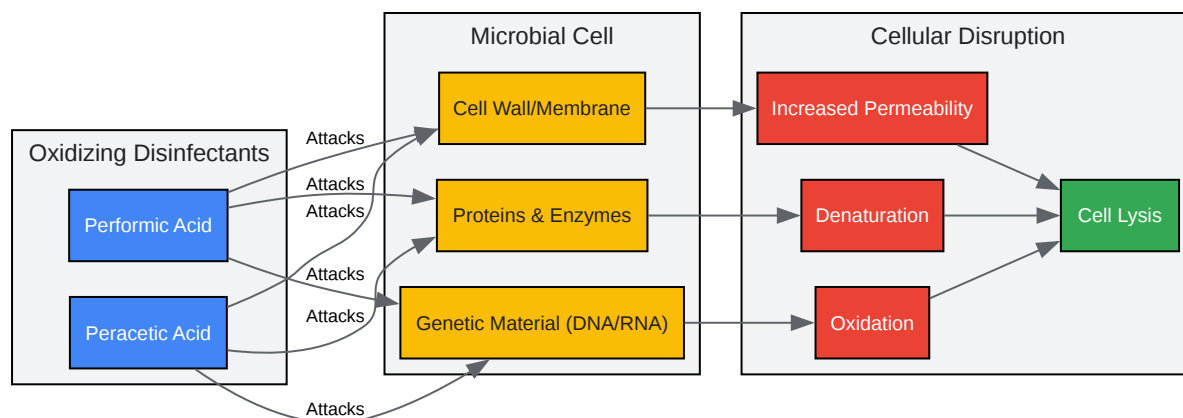 Oxidizing Disinfectants
Performic Acid
Peracetic Acid
Attacks
Attacks
Attacks
Attacks
Attacks
Attacks
Microbial Cell
Cell Wall/Membrane
Proteins & Enzymes
Genetic Material (DNA/RNA)
Cellular Disruption
Increased Permeability
Denaturation
Oxidation
Cell Lysis